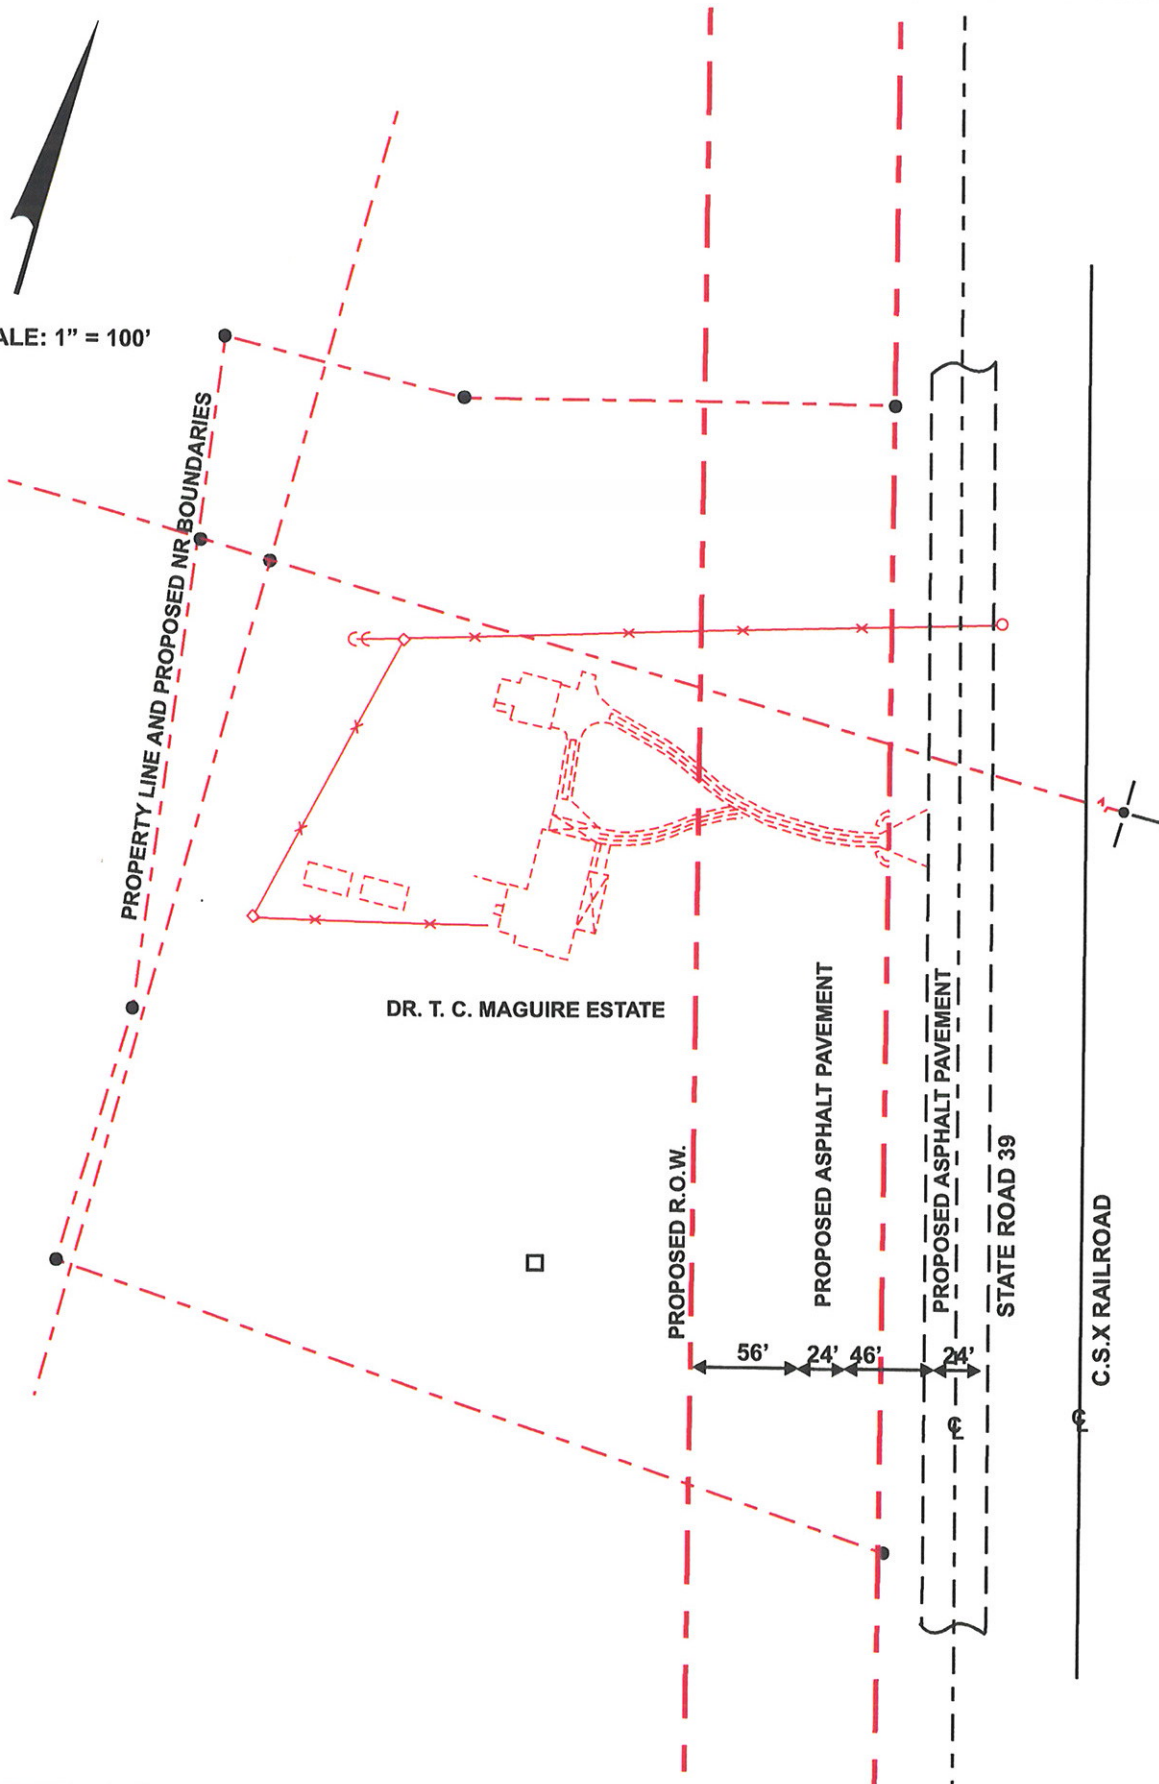 ALE: 1” = 100’
PROPERTY LINE AND PROPOSED NR BOUNDARIES
DR. T. C. MAGUIRE ESTATE
PROPOSED R.O.W.
PROPOSED ASPHALT PAVEMENT
PROPOSED ASPHALT PAVEMENT
STATE ROAD 39
C.S.X RAILROAD
56’ 24’ 46’ 24’
℄ ℄